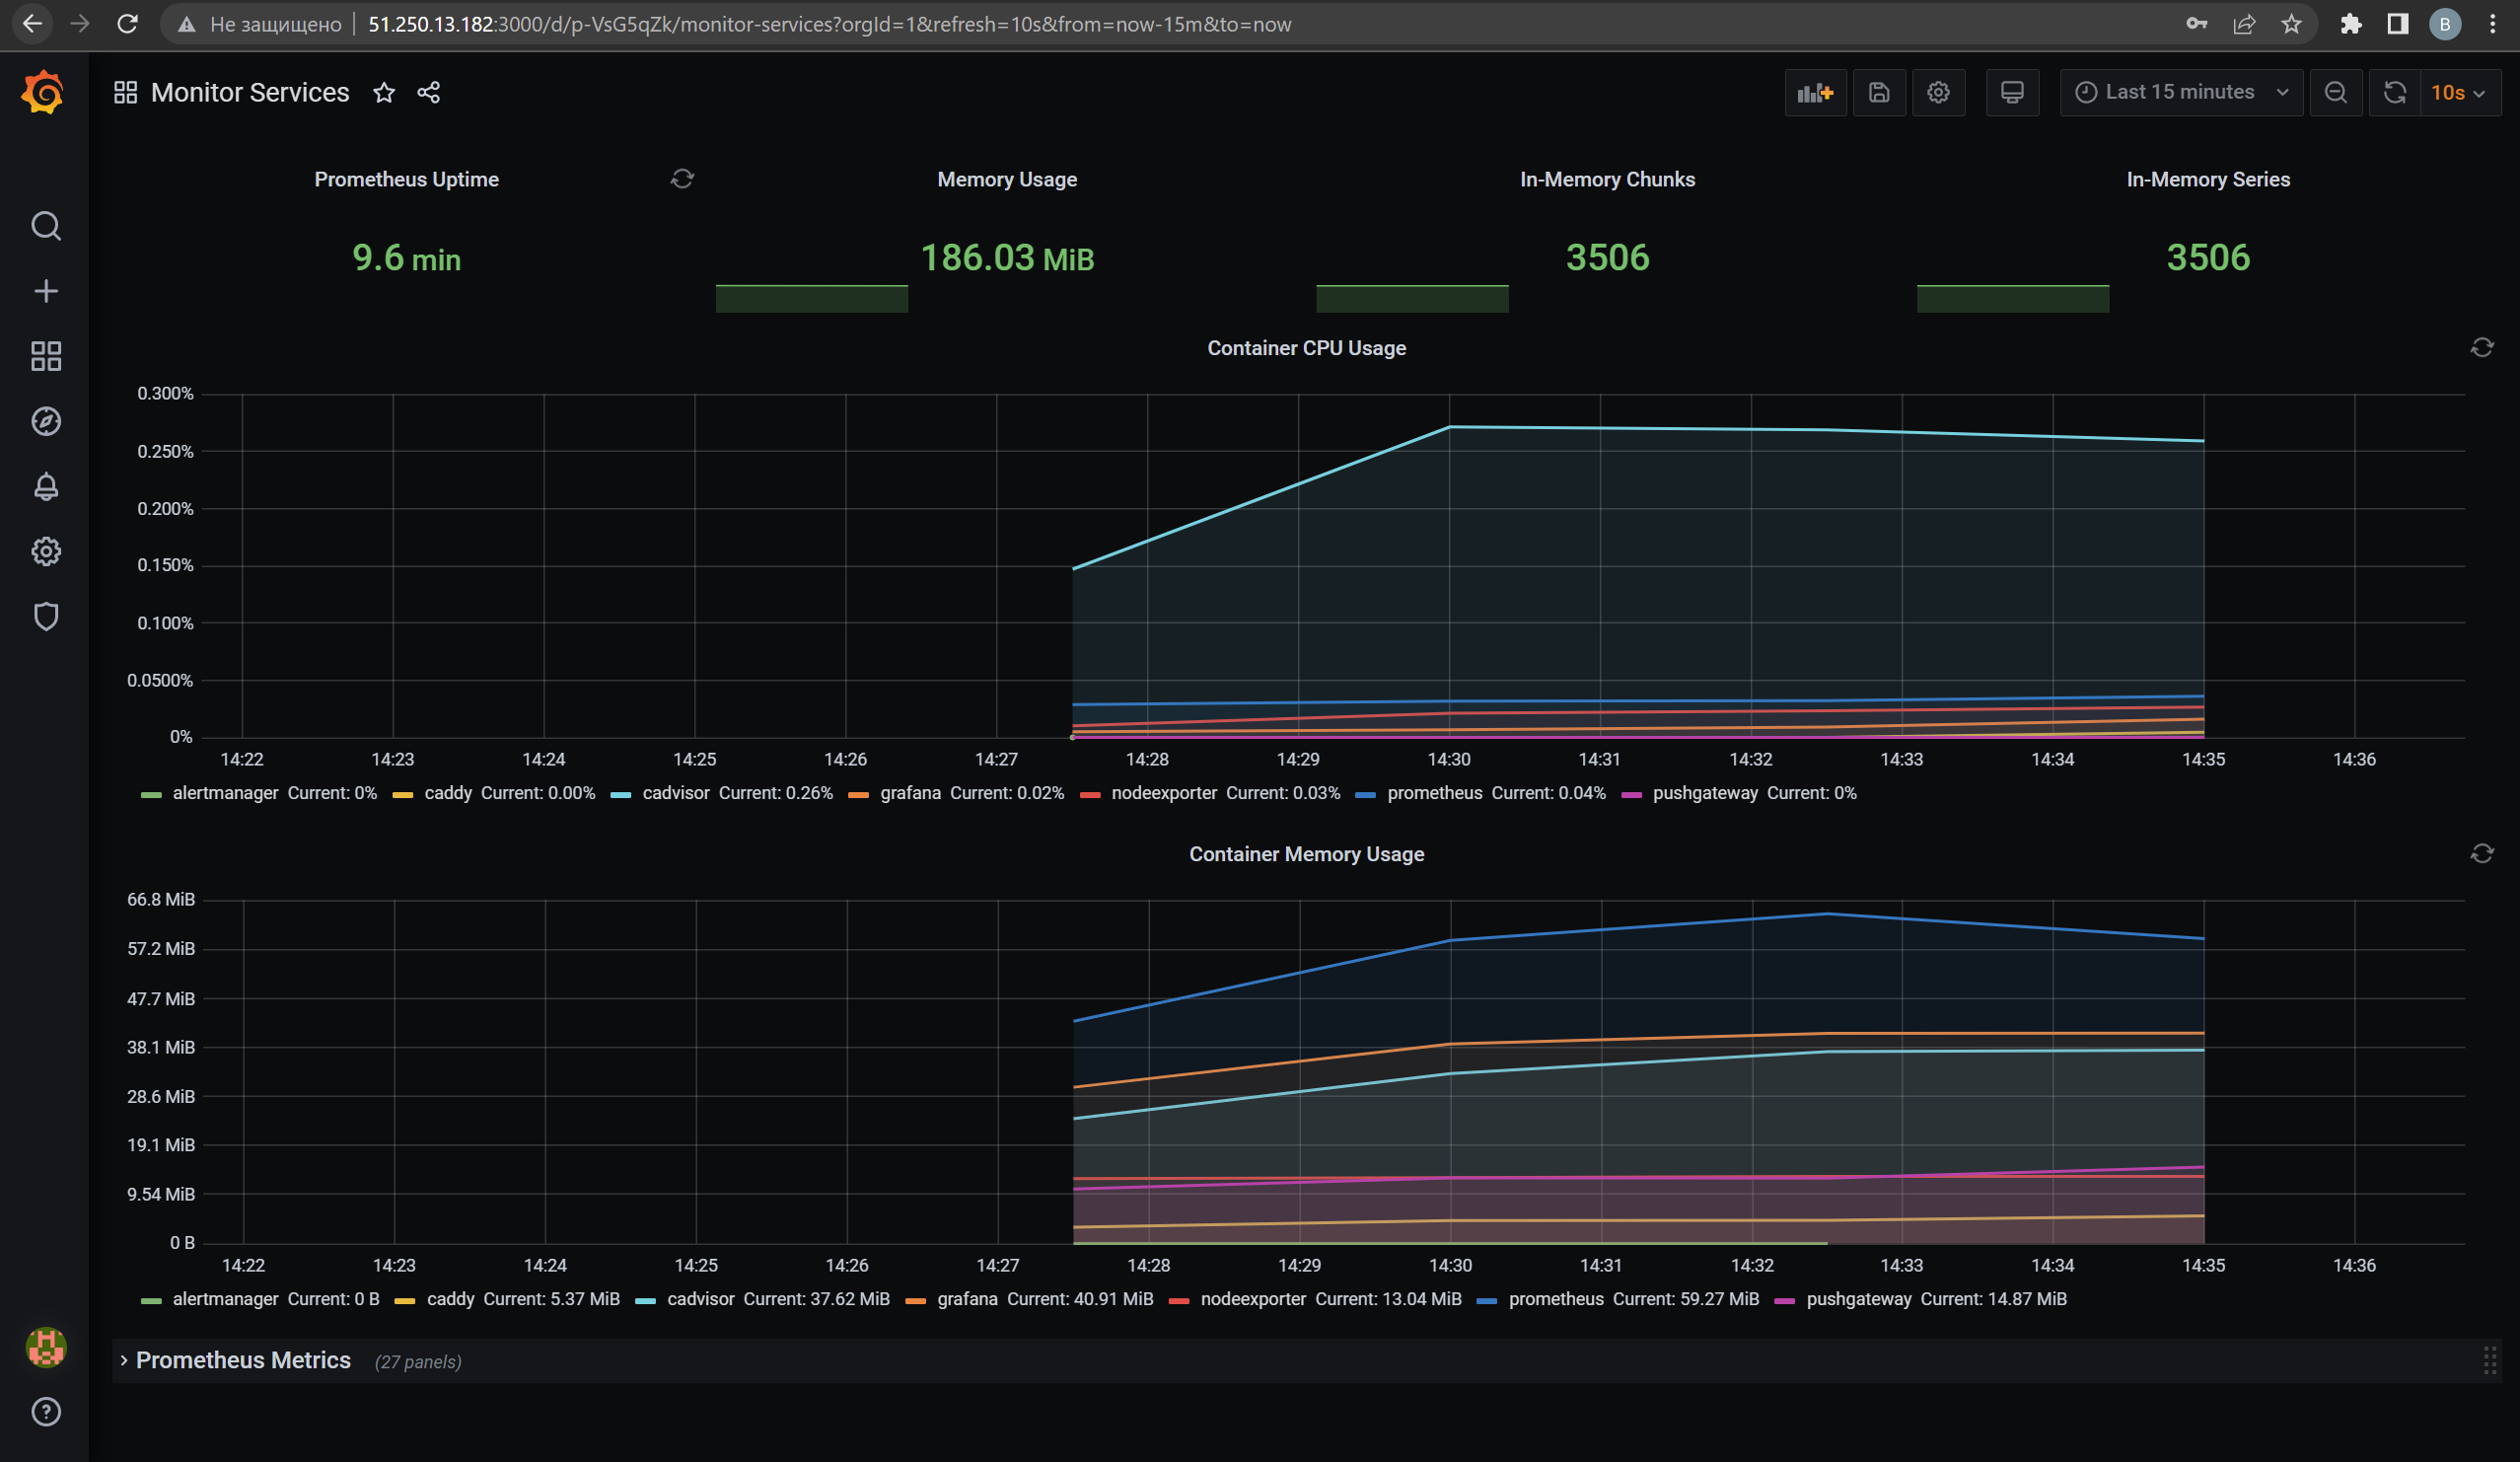 Не защищено 51.250.13.182:3000/d/p-VsG5qZk/monitor-services?orgId=1&refresh=10s&from=now-15m&to=now B
Monitor Services Last 15 minutes 10s
Prometheus Uptime Memory Usage In-Memory Chunks In-Memory Series
9.6 min 186.03 MiB 3506 3506
Container CPU Usage
0.300%
0.250%
0.200%
0.150%
0.100%
0.0500%
0%
14:22 14:23 14:24 14:25 14:26 14:27 14:28 14:29 14:30 14:31 14:32 14:33 14:34 14:35 14:36
alertmanager Current: 0% caddy Current: 0.00% cadvisor Current: 0.26% grafana Current: 0.02% nodeexporter Current: 0.03% prometheus Current: 0.04% pushgateway Current: 0%
Container Memory Usage
66.8 MiB
57.2 MiB
47.7 MiB
38.1 MiB
28.6 MiB
19.1 MiB
9.54 MiB
0 B
14:22 14:23 14:24 14:25 14:26 14:27 14:28 14:29 14:30 14:31 14:32 14:33 14:34 14:35 14:36
alertmanager Current: 0 B caddy Current: 5.37 MiB cadvisor Current: 37.62 MiB grafana Current: 40.91 MiB nodeexporter Current: 13.04 MiB prometheus Current: 59.27 MiB pushgateway Current: 14.87 MiB
Prometheus Metrics (27 panels)